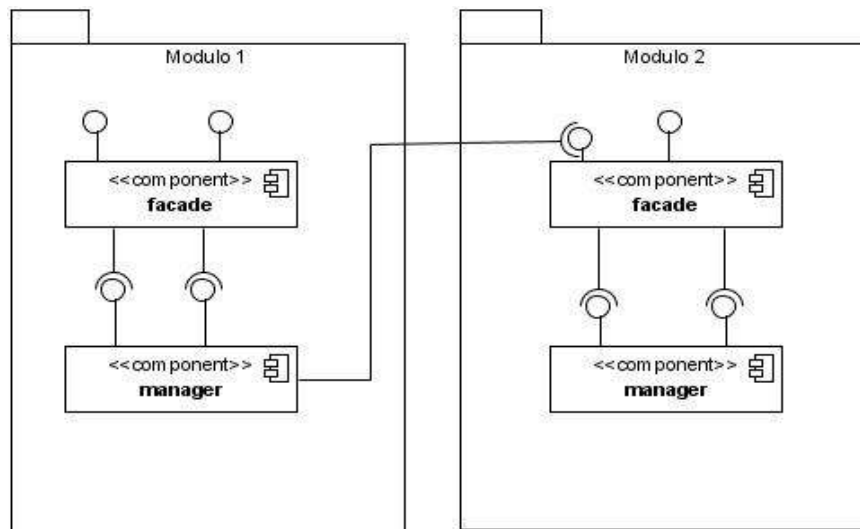 Modulo 1
<<component>>
facade
<<component>>
manager
Modulo 2
<<component>>
facade
<<component>>
manager